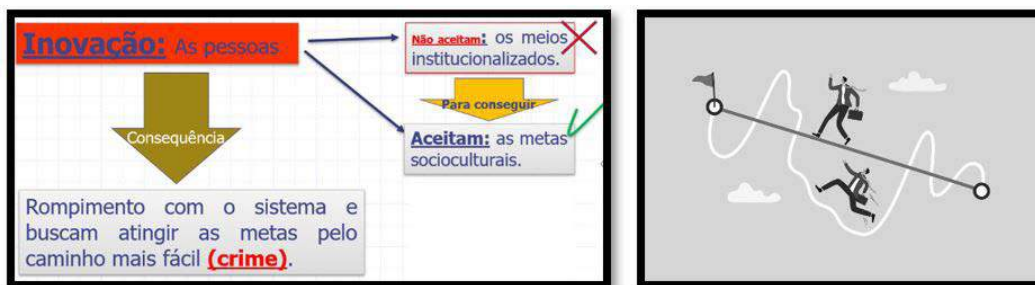 Inovação: As pessoas
Não aceitam: os meios
institucionalizados.
Para conseguir
Aceitam: as metas
socioculturais.
Consequência
Rompimento com o sistema e
buscam atingir as metas pelo
caminho mais fácil (crime).